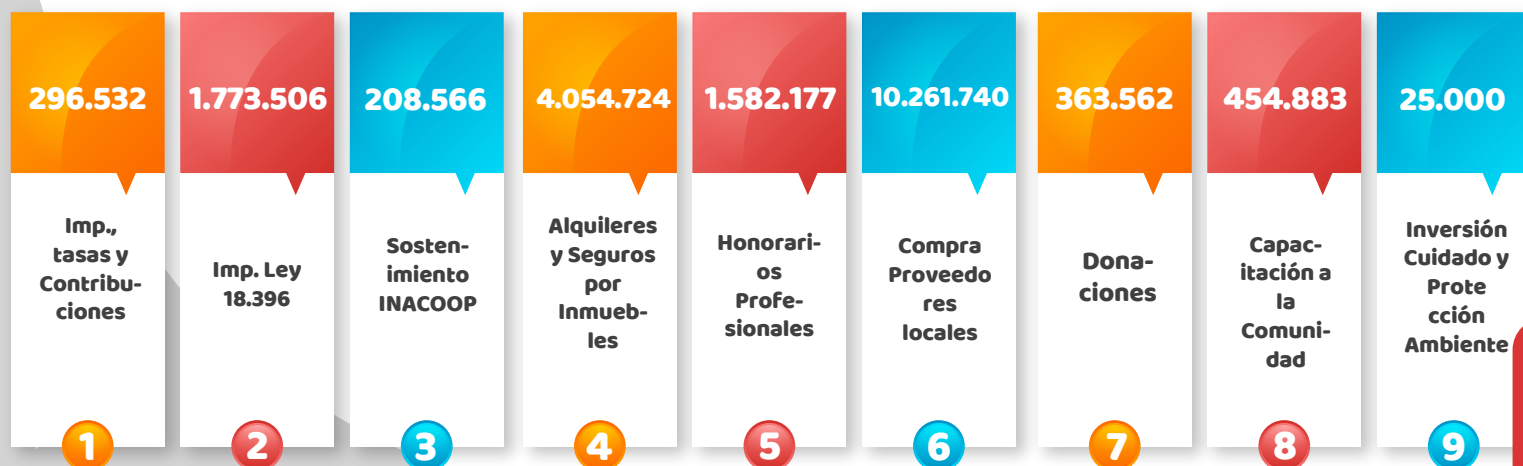 296.532
Imp.,
tasas y
Contribu-
ciones
1
1.773.506
Imp. Ley
18.396
2
208.566
Sosten-
imiento
INACOOP
3
4.054.724
Alquileres
y Seguros
por
Inmueb-
les
4
1.582.177
Honorari-
os
Profe-
sionales
5
10.261.740
Compra
Proveedo
res
locales
6
363.562
Dona-
ciones
7
454.883
Capac-
itación a
la
Comuni-
dad
8
25.000
Inversión
Cuidado y
Prote
cción
Ambiente
9